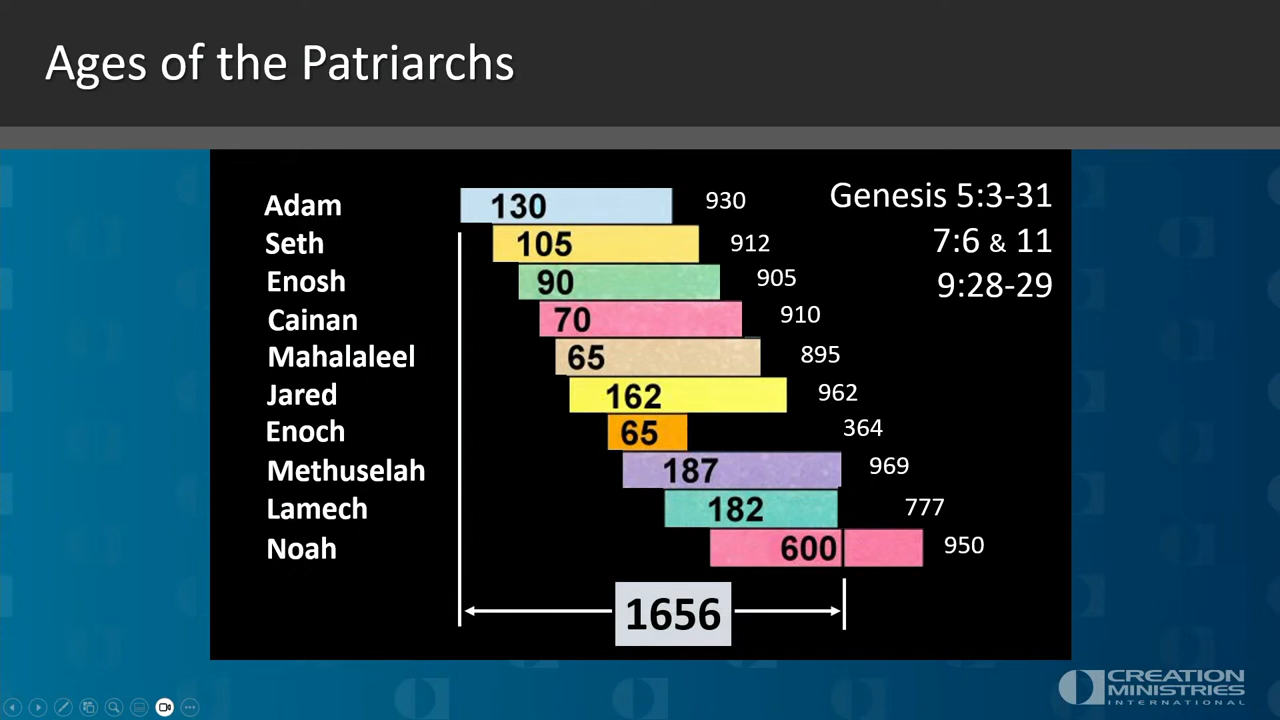 Ages of the Patriarchs
Adam 130 930
Seth 105 912
Enosh 90 905
Cainan 70 910
Mahalaleel 65 895
Jared 162 962
Enoch 65 364
Methuselah 187 969
Lamech 182 777
Noah 600 950
Genesis 5:3-31
7:6 & 11
9:28-29
1656
CREATION
MINISTRIES
INTERNATIONAL